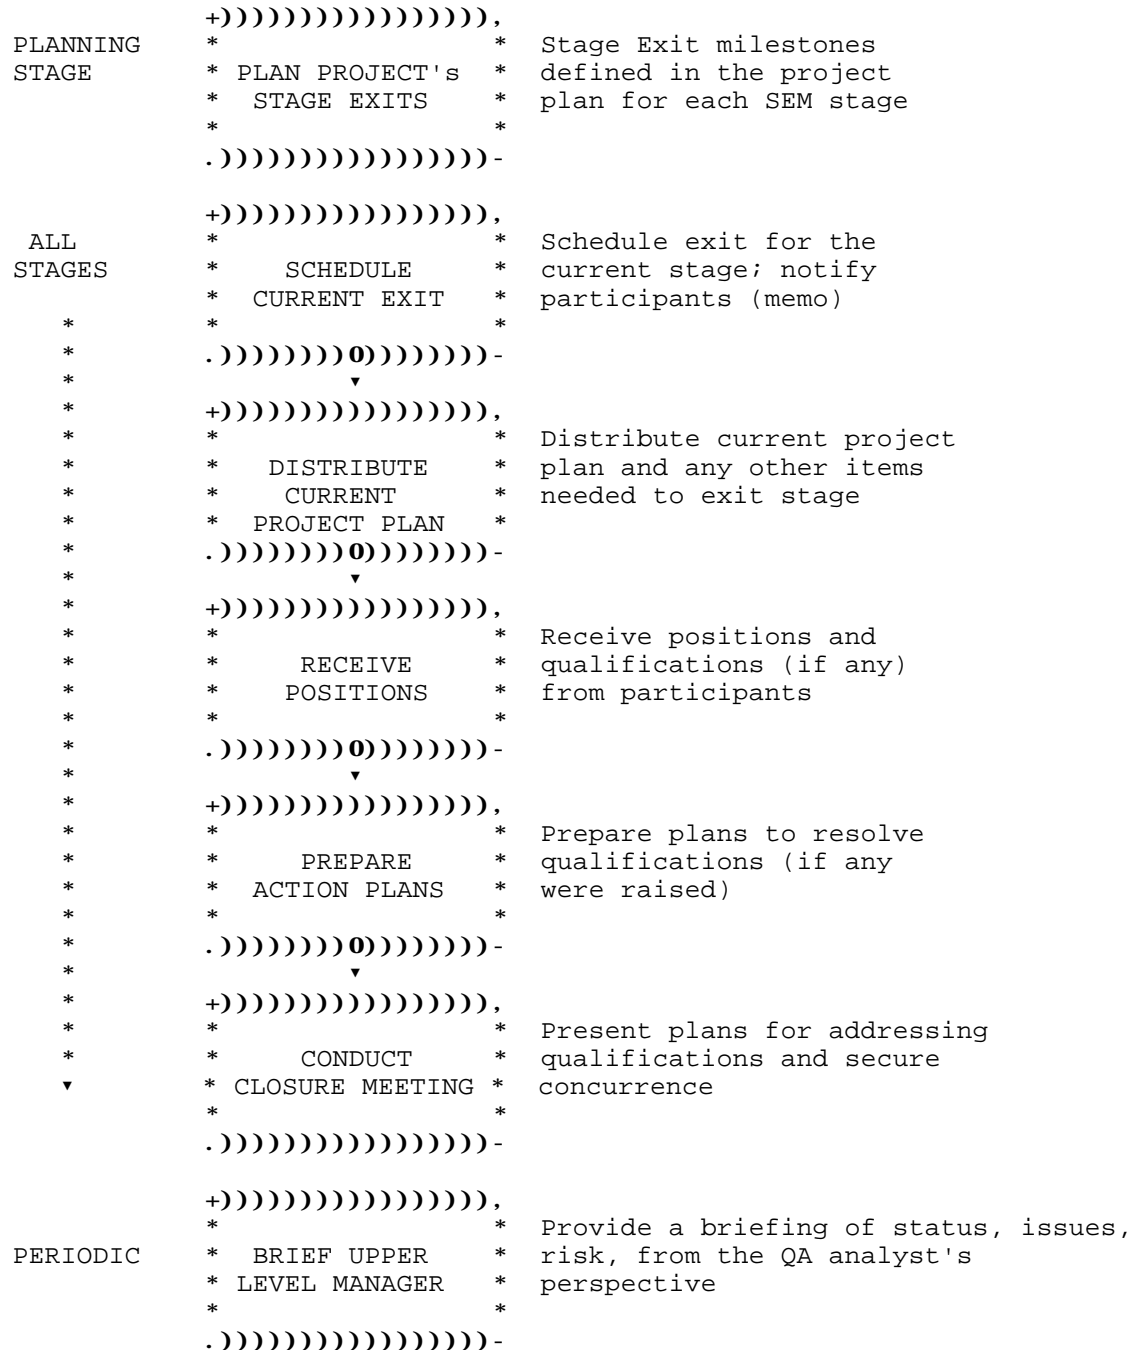 +)))))))))))))))))),
PLANNING * * Stage Exit milestones
STAGE * PLAN PROJECT's * defined in the project
* STAGE EXITS * plan for each SEM stage
* *
.))))))))))))))))))-
+)))))))))))))))))),
ALL * * Schedule exit for the
STAGES * SCHEDULE * current stage; notify
* CURRENT EXIT * participants (memo)
* * *
* .)))))))))0))))))))-
* ▼
* +)))))))))))))))))),
* * * Distribute current project
* * DISTRIBUTE * plan and any other items
* * CURRENT * needed to exit stage
* * PROJECT PLAN *
* .)))))))))0))))))))-
* ▼
* +)))))))))))))))))),
* * * Receive positions and
* * RECEIVE * qualifications (if any)
* * POSITIONS * from participants
* * *
* .)))))))))0))))))))-
* ▼
* +)))))))))))))))))),
* * * Prepare plans to resolve
* * PREPARE * qualifications (if any
* * ACTION PLANS * were raised)
* * *
* .)))))))))0))))))))-
* ▼
* +)))))))))))))))))),
* * * Present plans for addressing
* * CONDUCT * qualifications and secure
▼ * CLOSURE MEETING * concurrence
* *
.))))))))))))))))))-
+)))))))))))))))))),
* * Provide a briefing of status, issues,
PERIODIC * BRIEF UPPER * risk, from the QA analyst's
* LEVEL MANAGER * perspective
* *
.))))))))))))))))))-